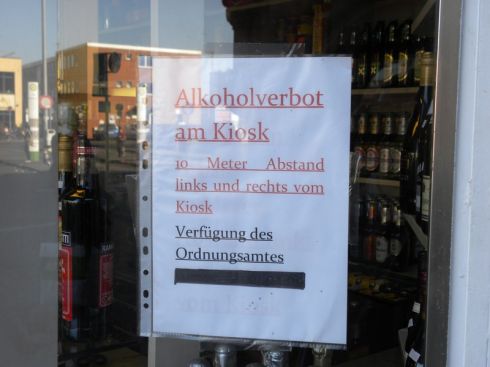 Alkoholverbot
am Kiosk
10 Meter Abstand
links und rechts vom
Kiosk
Verfügung des
Ordnungsamtes